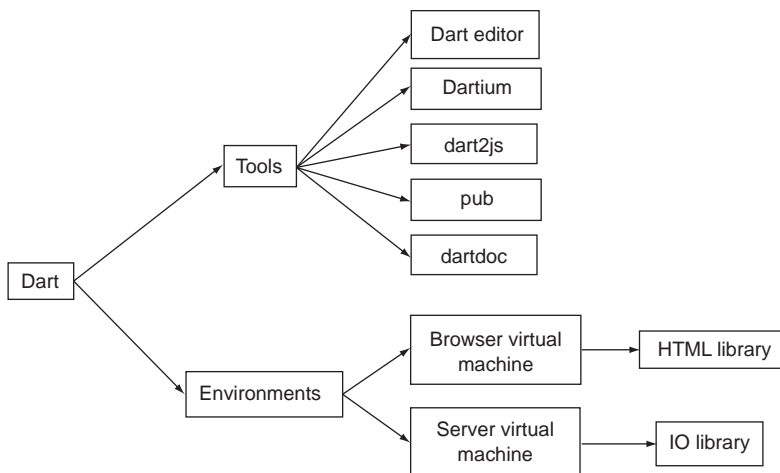 Dart editor
Dartium
dart2js
pub
dartdoc
Tools
Dart
Environments
Browser virtual
machine
HTML library
Server virtual
machine
IO library